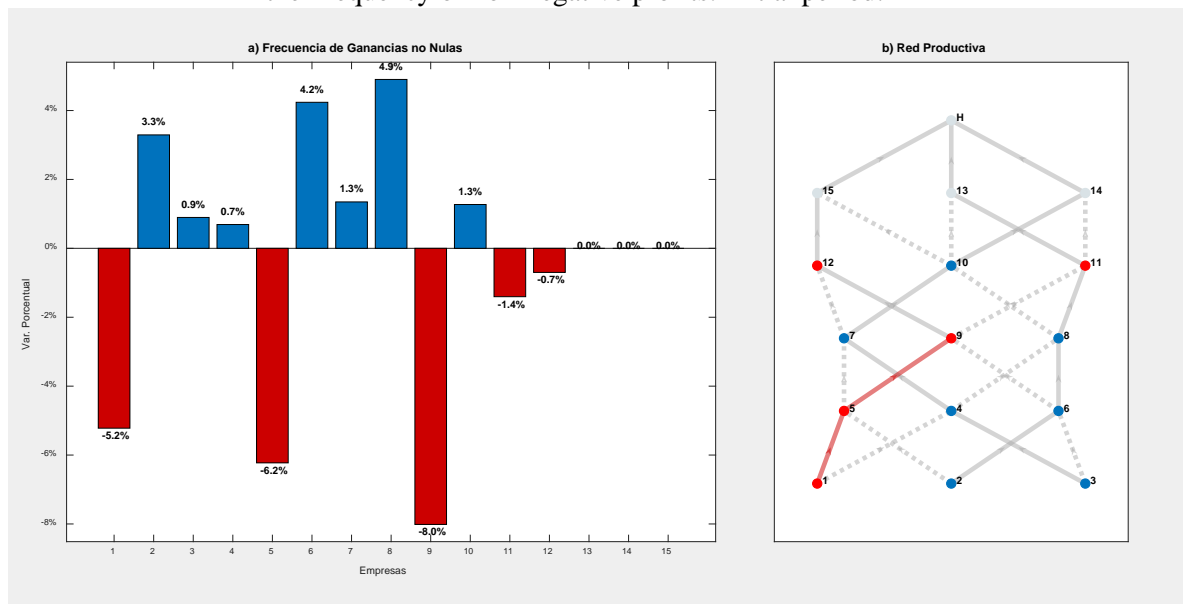 a) Frecuencia de Ganancias no Nulas
4.9%
4.2%
3.3%
1.3%
1.3%
0.9%
0.7%
0.0% 0.0% 0.0%
-0.7%
-1.4%
-5.2%
-6.2%
-8.0%
4%
2%
0%
-2%
-4%
-6%
-8%
Var. Porcentual
1 2 3 4 5 6 7 8 9 10 11 12 13 14 15
Empresas
b) Red Productiva
H
15 13 14
12 10 11
7 9 8
5 4 6
1 2 3